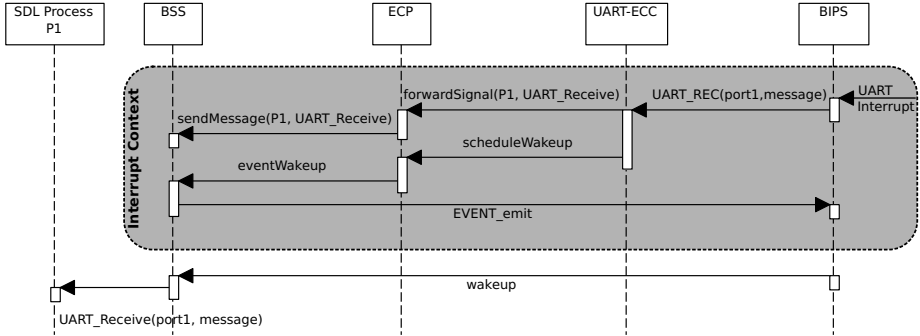 SDL Process
P1
BSS
ECP
UART-ECC
BIPS
Interrupt Context
UART
Interrupt
UART_REC(port1,message)
forwardSignal(P1, UART_Receive)
sendMessage(P1, UART_Receive)
scheduleWakeup
eventWakeup
EVENT_emit
wakeup
UART_Receive(port1, message)